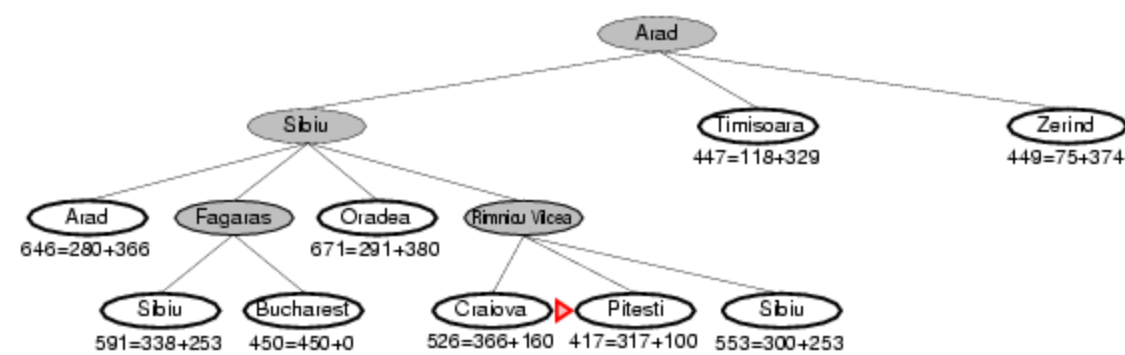 Arad
Sibiu
Timisoara
Zerind
447=118+329
449=75+374
Arad
Fagaras
Oradea
Rimnicu Vilcea
646=280+366
671=291+380
Sibiu
Bucharest
Craiova
Pitesti
Sibiu
591=338+253
450=450+0
526=366+160
417=317+100
553=300+253